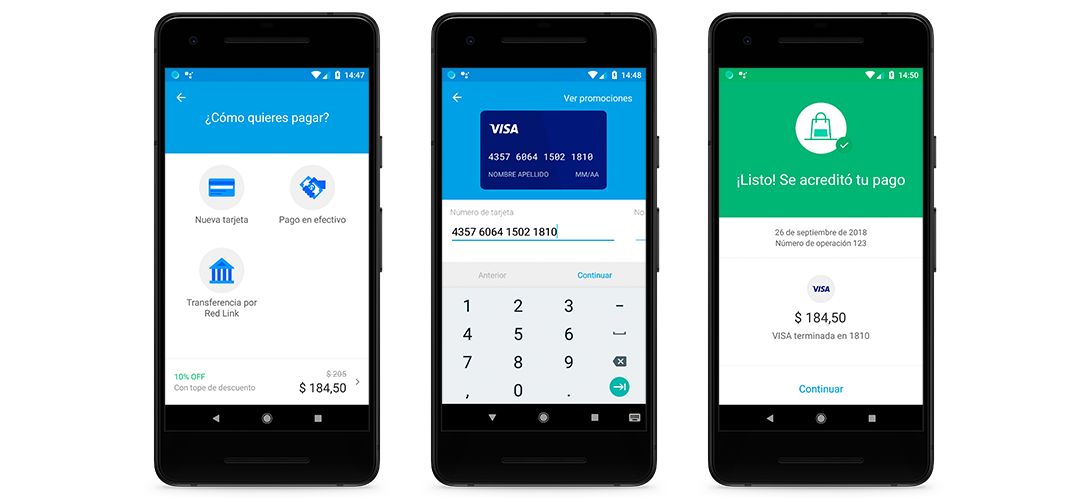 14:47
¿Cómo quieres pagar?
Nueva tarjeta
Pago en efectivo
Transferencia por
Red Link
10% OFF
$ 205
Con tope de descuento
$ 184,50
14:48
Ver promociones
VISA
4357 6064 1502 1810
NOMBRE APELLIDO
MM/AA
Número de tarjeta
No
4357 6064 1502 1810
Anterior
Continuar
1 2 3 –
4 5 6
7 8 9
, 0 .
14:50
¡Listo! Se acreditó tu pago
26 de septiembre de 2018
Número de operación 123
VISA
$ 184,50
VISA terminada en 1810
Continuar